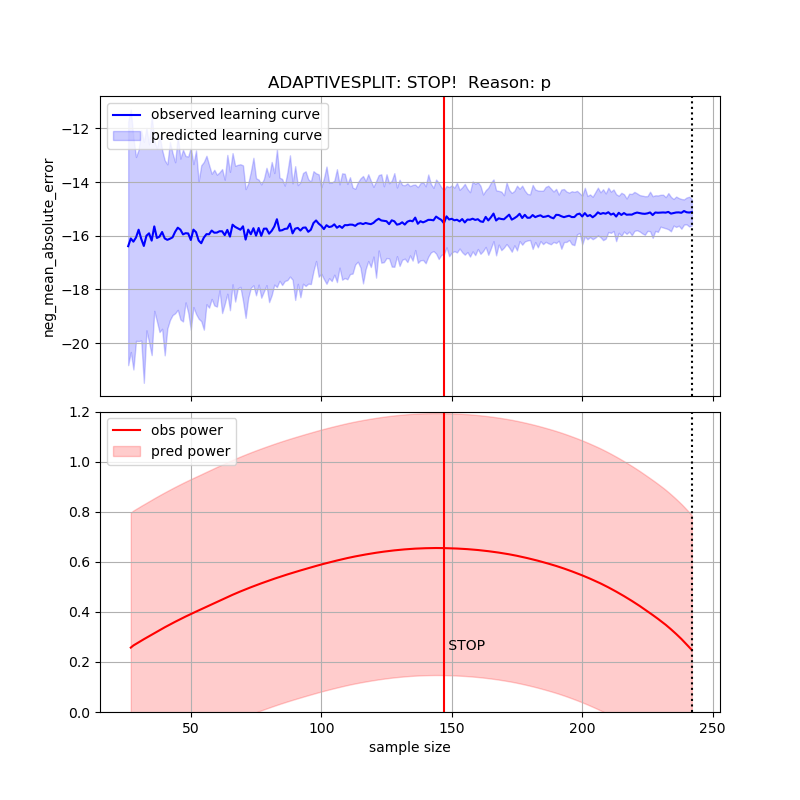 ADAPTIVESPLIT: STOP!  Reason: p
observed learning curve
predicted learning curve
neg_mean_absolute_error
−12
−14
−16
−18
−20
obs power
pred power
1.2
1.0
0.8
0.6
0.4
0.2
0.0
STOP
50
100
150
200
250
sample size